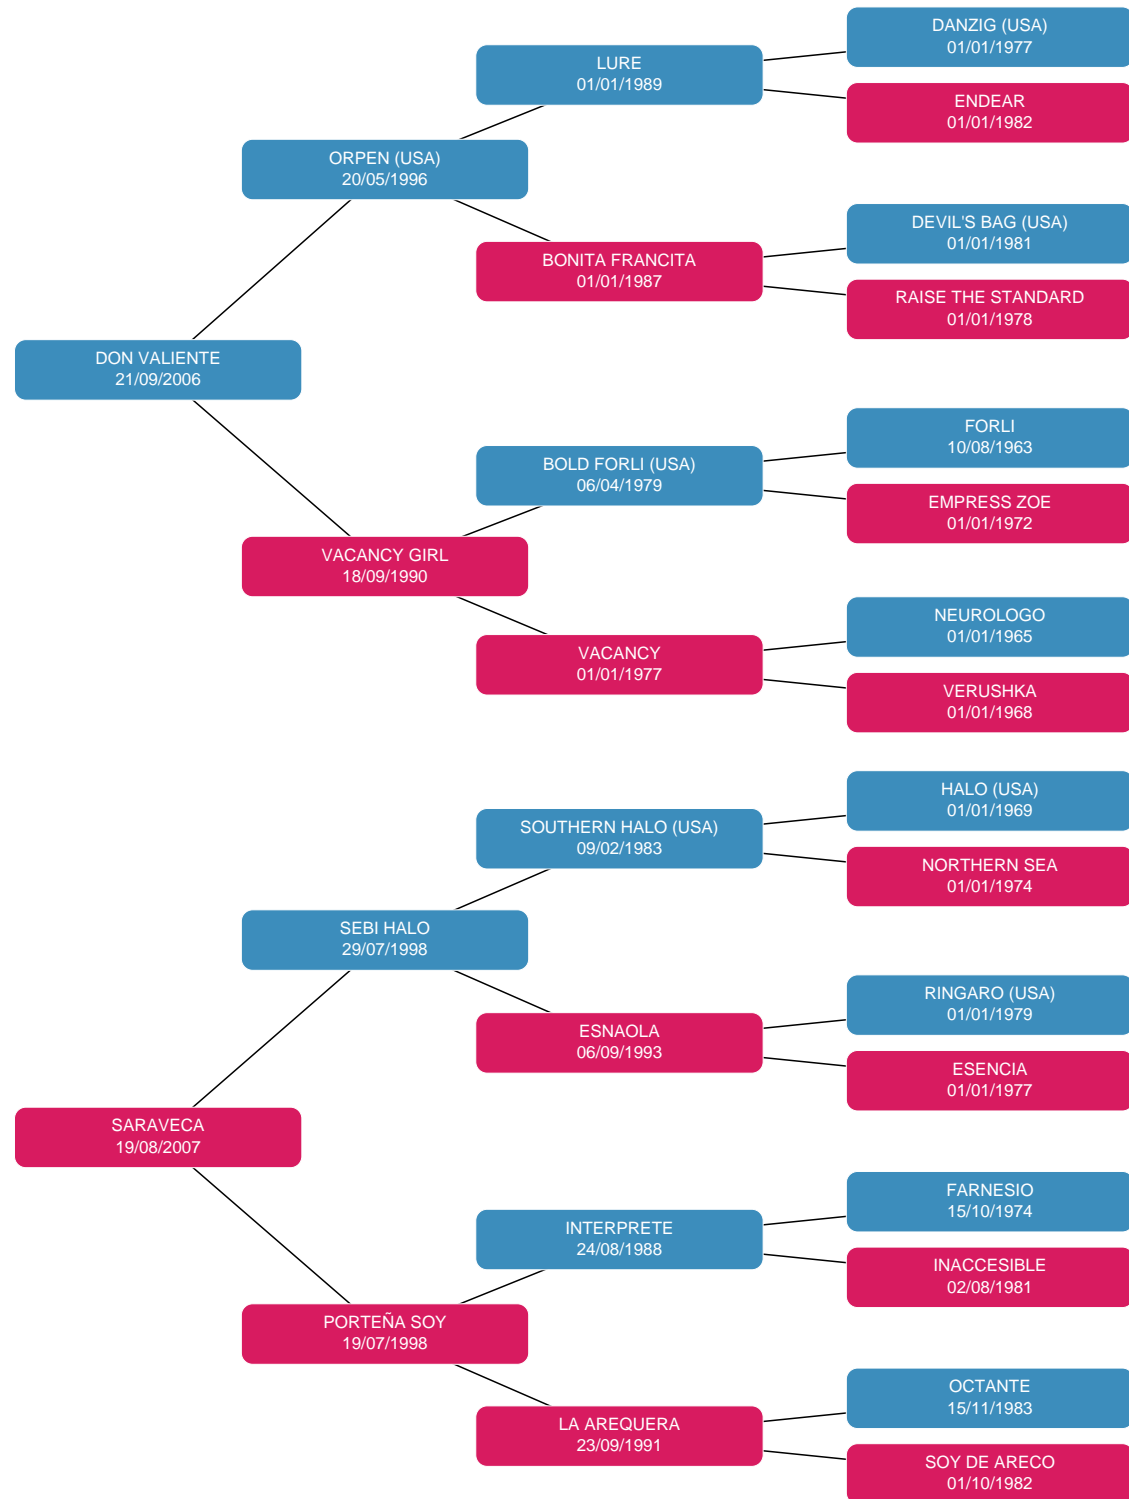 DANZIG (USA)
01/01/1977
LURE
01/01/1989
ENDEAR
01/01/1982
ORPEN (USA)
20/05/1996
DEVIL'S BAG (USA)
01/01/1981
BONITA FRANCITA
01/01/1987
RAISE THE STANDARD
01/01/1978
DON VALIENTE
21/09/2006
FORLI
10/08/1963
BOLD FORLI (USA)
06/04/1979
EMPRESS ZOE
01/01/1972
VACANCY GIRL
18/09/1990
NEUROLOGO
01/01/1965
VACANCY
01/01/1977
VERUSHKA
01/01/1968
HALO (USA)
01/01/1969
SOUTHERN HALO (USA)
09/02/1983
NORTHERN SEA
01/01/1974
SEBI HALO
29/07/1998
RINGARO (USA)
01/01/1979
ESNAOLA
06/09/1993
ESENCIA
01/01/1977
SARAVECA
19/08/2007
FARNESIO
15/10/1974
INTERPRETE
24/08/1988
INACCESIBLE
02/08/1981
PORTEÑA SOY
19/07/1998
OCTANTE
15/11/1983
LA AREQUERA
23/09/1991
SOY DE ARECO
01/10/1982